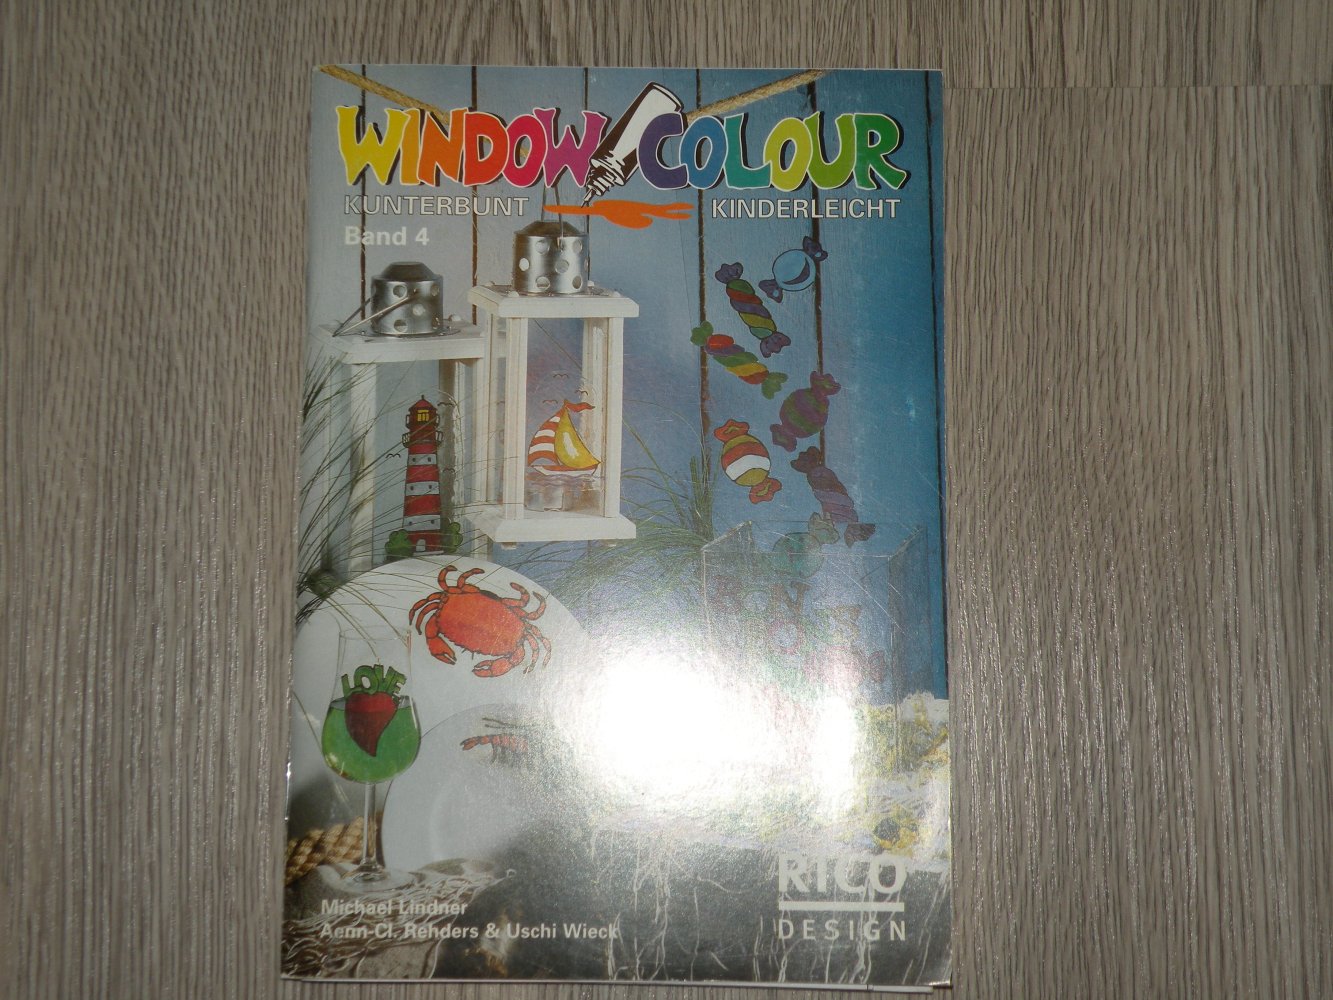 WINDOW COLOUR
KUNTERBUNT KINDERLEICHT
Band 4
LOVE
Michael Lindner
Aenn-Cl. Rehders & Uschi Wieck
RICO
DESIGN